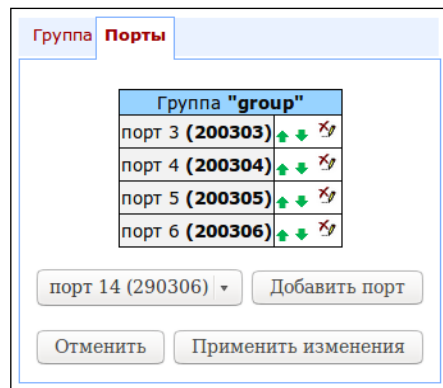 Группа Порты
Группа "group"
порт 3 (200303)
порт 4 (200304)
порт 5 (200305)
порт 6 (200306)
порт 14 (290306) Добавить порт
Отменить Применить изменения